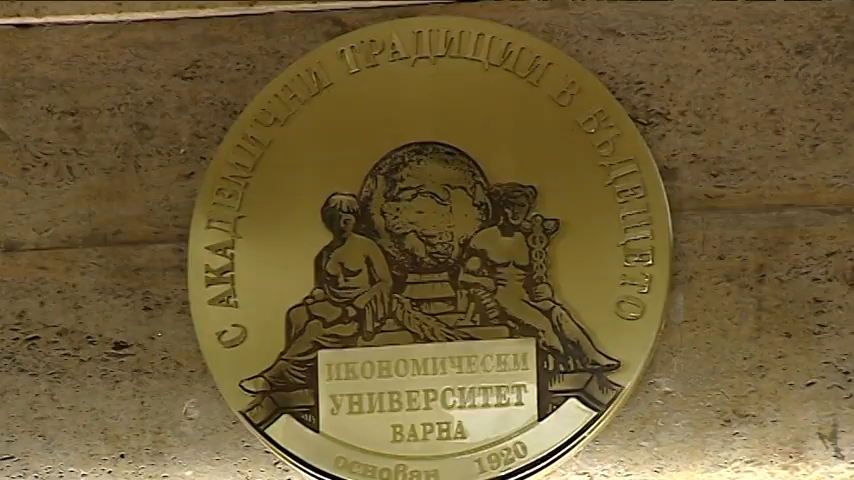 С АКАДЕМИЧНИ ТРАДИЦИИ В БЪДЕЩЕТО
ИКОНОМИЧЕСКИ
УНИВЕРСИТЕТ
ВАРНА
основан 1920